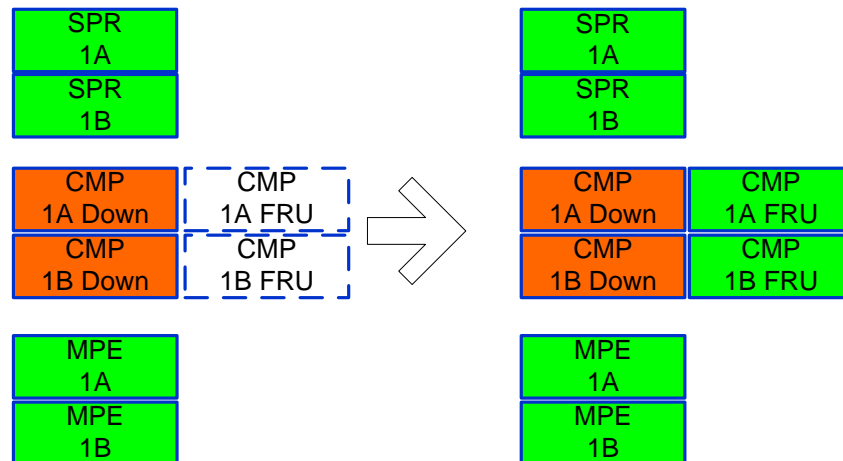 SPR
1A
SPR
1B
CMP
1A Down
CMP
1A FRU
CMP
1B Down
CMP
1B FRU
MPE
1A
MPE
1B
SPR
1A
SPR
1B
CMP
1A Down
CMP
1A FRU
CMP
1B Down
CMP
1B FRU
MPE
1A
MPE
1B